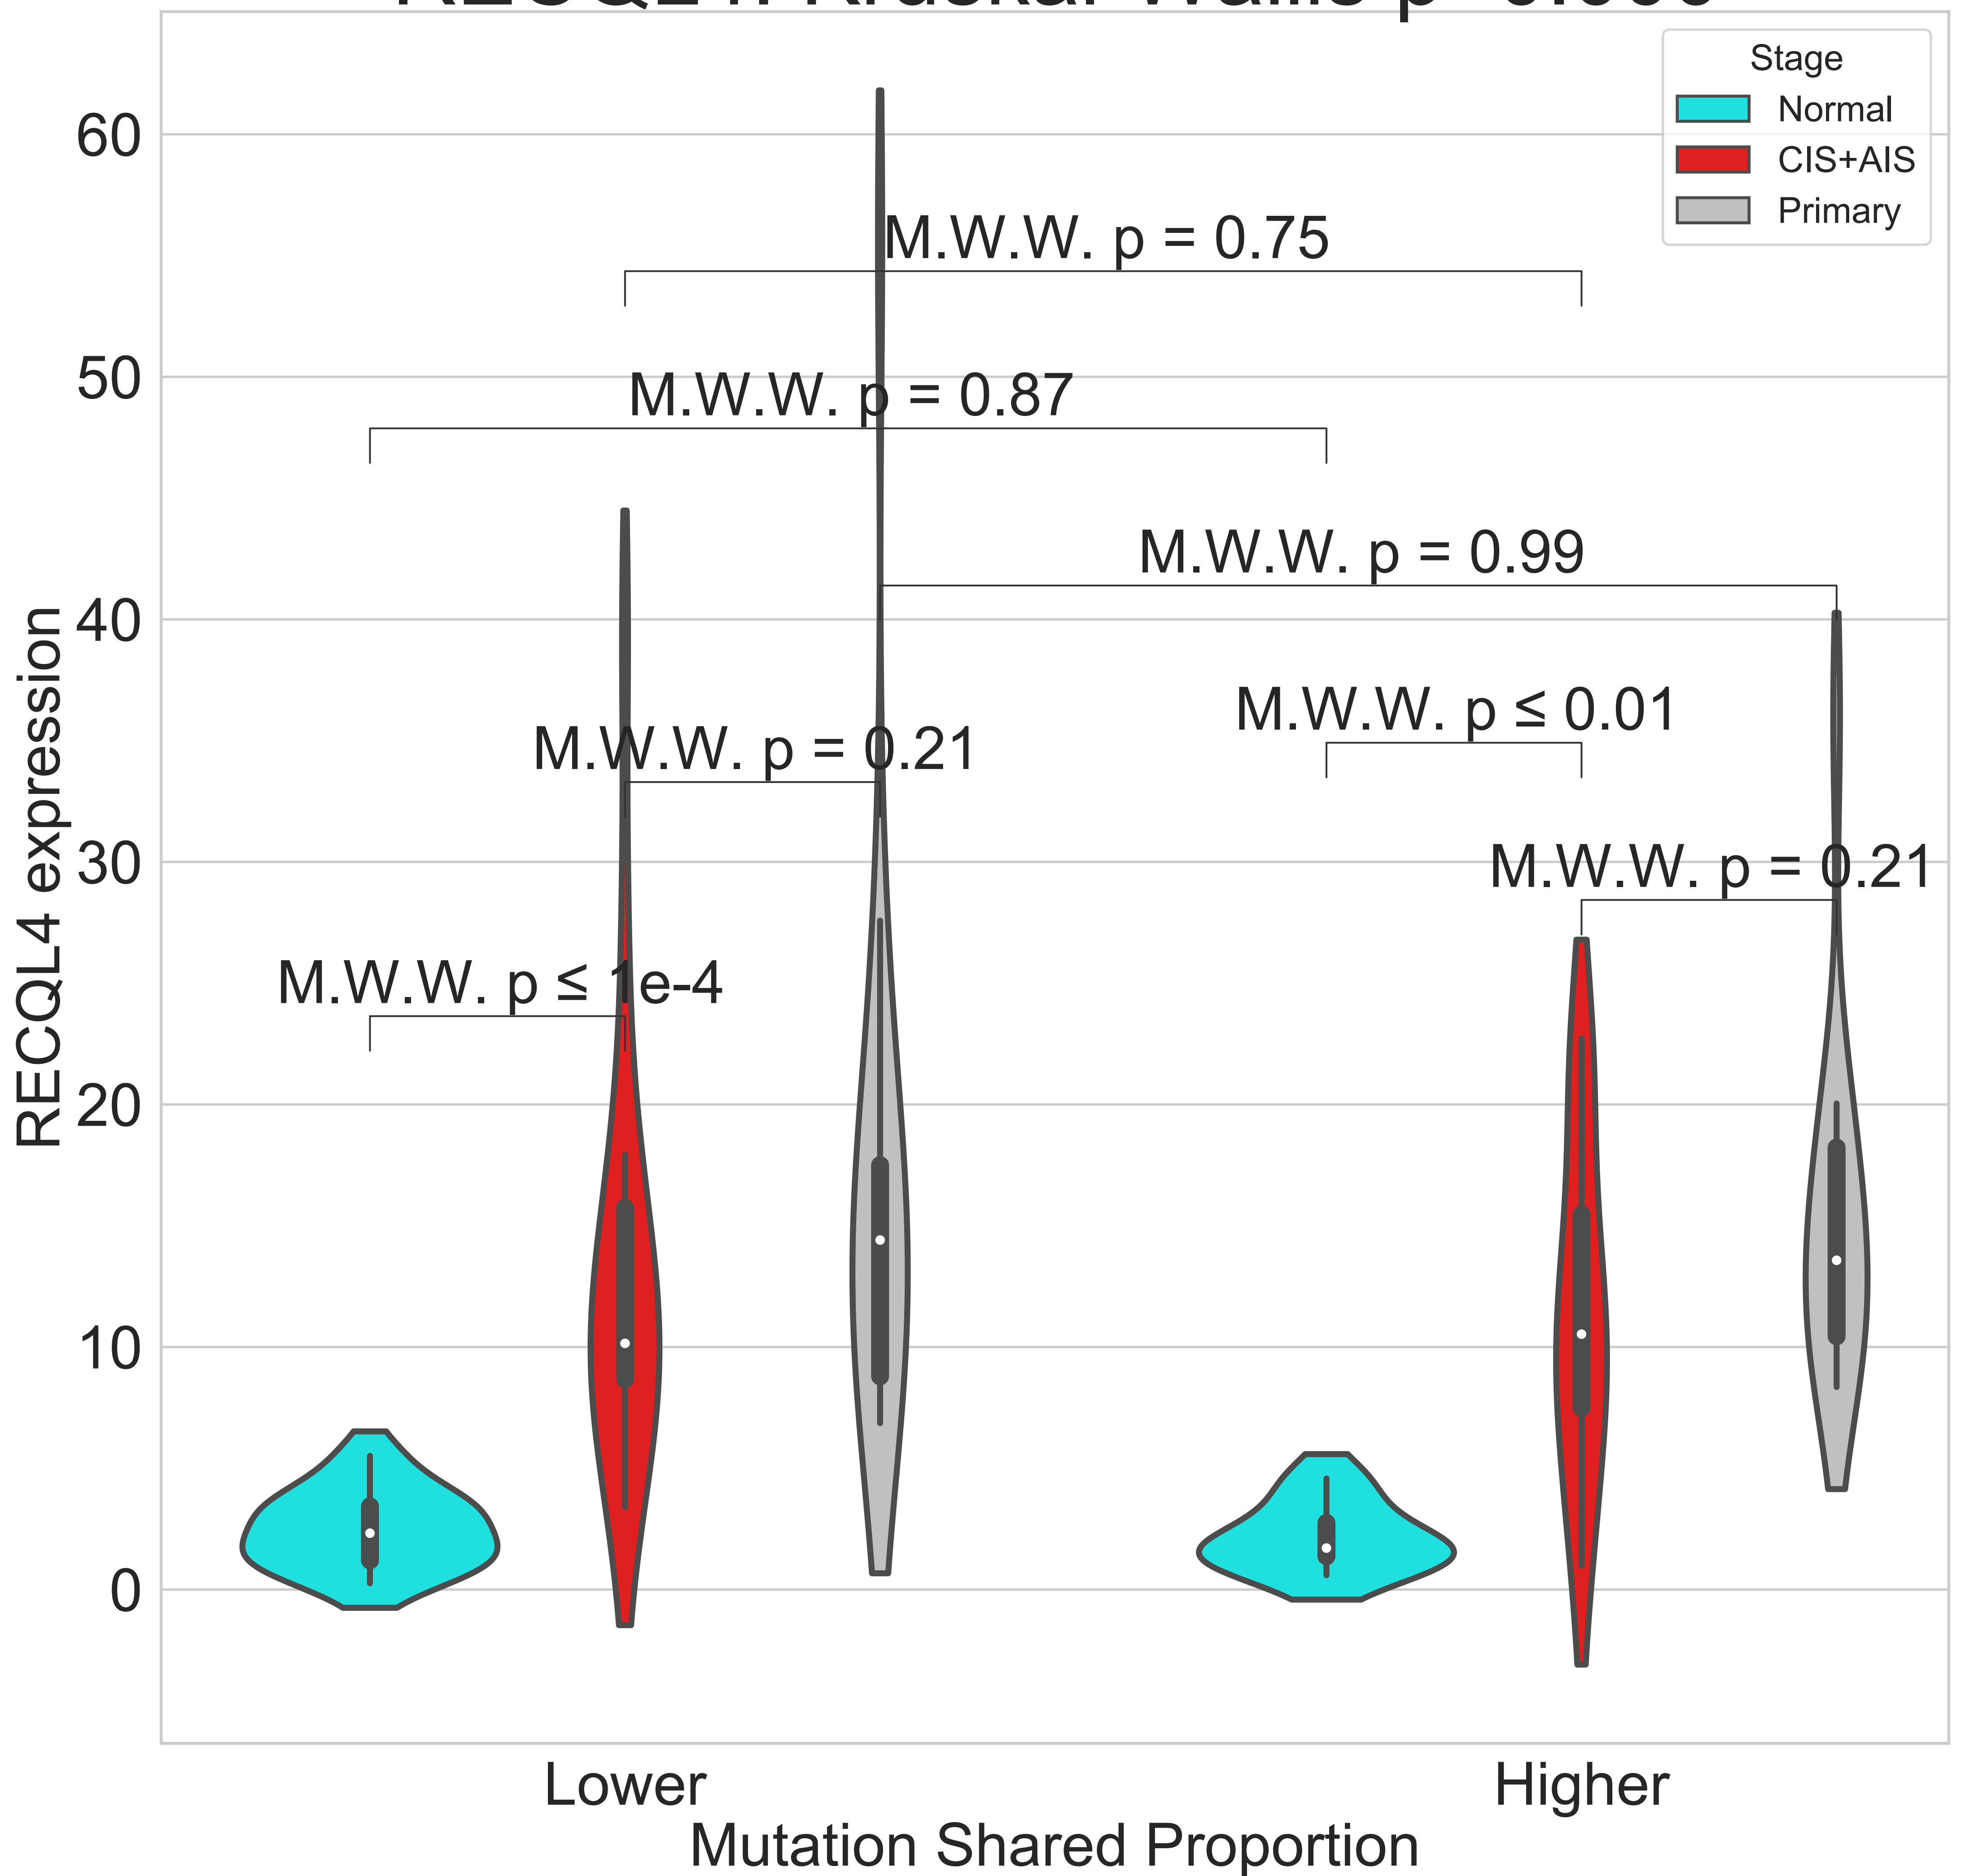 Stage
Normal
CIS+AIS
Primary
60
50
40
30
20
10
0
RECQL4 expression
M.W.W. p = 0.75
M.W.W. p = 0.87
M.W.W. p = 0.99
M.W.W. p ≤ 0.01
M.W.W. p = 0.21
M.W.W. p = 0.21
M.W.W. p ≤ 1e-4
Lower
Higher
Mutation Shared Proportion